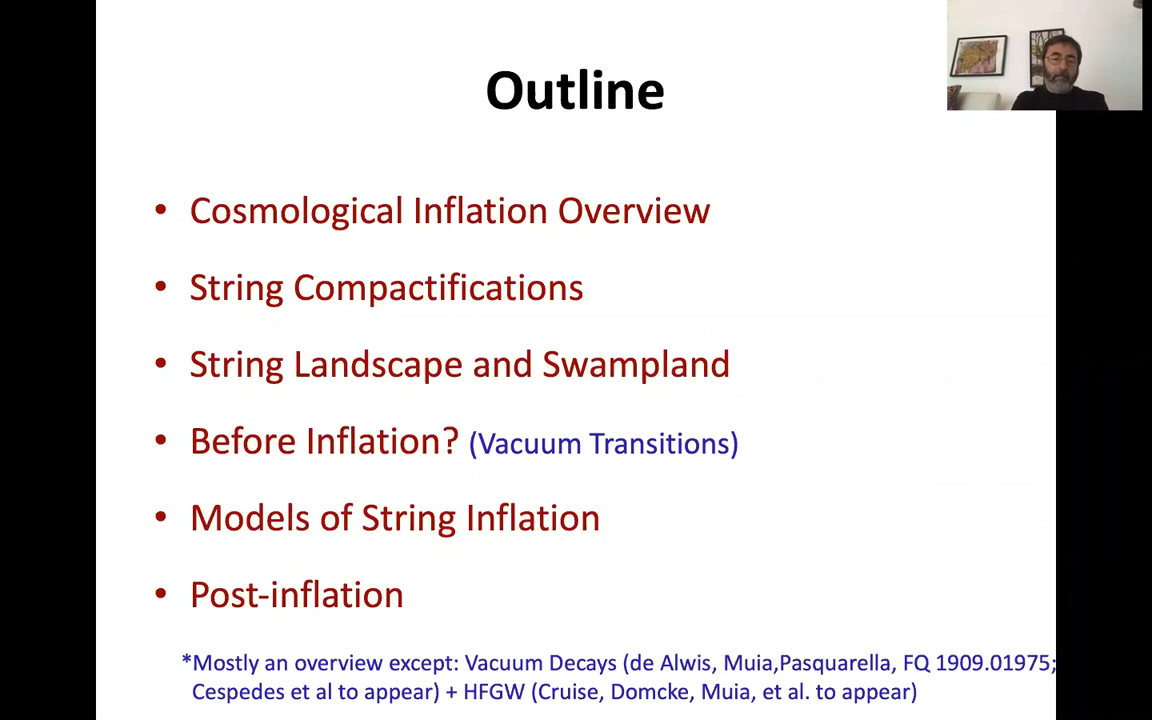 Outline
• Cosmological Inflation Overview
• String Compactifications
• String Landscape and Swampland
• Before Inflation? (Vacuum Transitions)
• Models of String Inflation
• Post-inflation
*Mostly an overview except: Vacuum Decays (de Alwis, Muia,Pasquarella, FQ 1909.01975;
Cespedes et al to appear) + HFGW (Cruise, Domcke, Muia, et al. to appear)